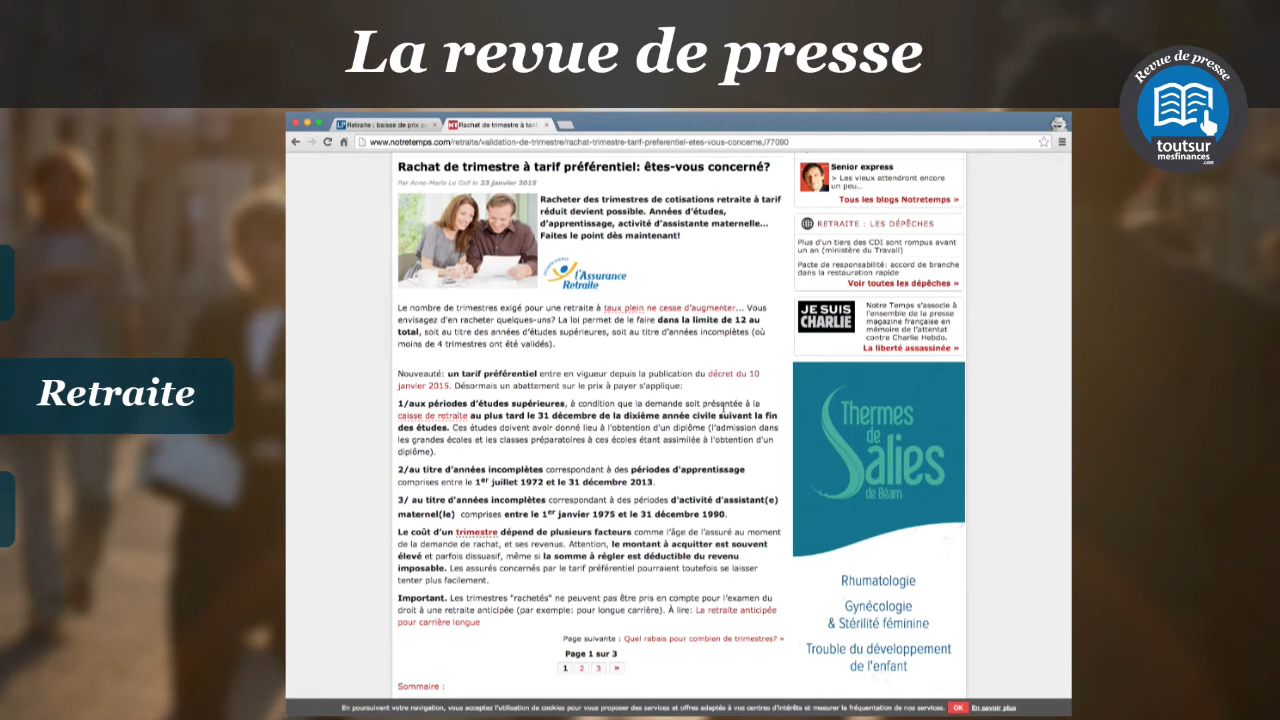 La revue de presse
Revue de presse
toutsur
mesfinances
.com
Retraite : baisse de prix p
Rachat de trimestre à tari
www.notretemps.com/retraite/validation-de-trimestre/rachat-trimestre-tarif-preferentiel-etes-vous-concerne,i77090
Rachat de trimestre à tarif préférentiel: êtes-vous concerné?
Par Anne-Marie Le Gall le 23 janvier 2015
Racheter des trimestres de cotisations retraite à tarif
réduit devient possible. Années d'études,
d'apprentissage, activité d'assistante maternelle...
Faites le point dès maintenant!
l'Assurance
Retraite
Le nombre de trimestres exigé pour une retraite à taux plein ne cesse d'augmenter... Vous
envisagez d'en racheter quelques-uns? La loi permet de le faire dans la limite de 12 au
total, soit au titre des années d'études supérieures, soit au titre d'années incomplètes (où
moins de 4 trimestres ont été validés).
Nouveauté: un tarif préférentiel entre en vigueur depuis la publication du décret du 10
janvier 2015. Désormais un abattement sur le prix à payer s'applique:
1/aux périodes d'études supérieures, à condition que la demande soit présentée à la
caisse de retraite au plus tard le 31 décembre de la dixième année civile suivant la fin
des études. Ces études doivent avoir donné lieu à l'obtention d'un diplôme (l'admission dans
les grandes écoles et les classes préparatoires à ces écoles étant assimilée à l'obtention d'un
diplôme).
2/au titre d'années incomplètes correspondant à des périodes d'apprentissage
comprises entre le 1er juillet 1972 et le 31 décembre 2013.
3/ au titre d'années incomplètes correspondant à des périodes d'activité d'assistant(e)
maternel(le) comprises entre le 1er janvier 1975 et le 31 décembre 1990.
Le coût d'un trimestre dépend de plusieurs facteurs comme l'âge de l'assuré au moment
de la demande de rachat, et ses revenus. Attention, le montant à acquitter est souvent
élevé et parfois dissuasif, même si la somme à régler est déductible du revenu
imposable. Les assurés concernés par le tarif préférentiel pourraient toutefois se laisser
tenter plus facilement.
Important. Les trimestres "rachetés" ne peuvent pas être pris en compte pour l'examen du
droit à une retraite anticipée (par exemple: pour longue carrière). À lire: La retraite anticipée
pour carrière longue
Page suivante : Quel rabais pour combien de trimestres? »
Page 1 sur 3
1 2 3 »
Sommaire :
Senior express
> Les vieux attendront encore
un peu...
Tous les blogs Notretemps »
RETRAITE : LES DÉPÊCHES
Plus d'un tiers des CDI sont rompus avant
un an (ministère du Travail)
Pacte de responsabilité: accord de branche
dans la restauration rapide
Voir toutes les dépêches »
JE SUIS
CHARLIE
Notre Temps s'associe à
l'ensemble de la presse
magazine française en
mémoire de l'attentat
contre Charlie Hebdo.
La liberté assassinée »
Thermes
de
Salies
de Béarn
Rhumatologie
Gynécologie
& Stérilité féminine
Trouble du développement
de l'enfant
Retraite
En poursuivant votre navigation, vous acceptez l'utilisation de cookies pour vous proposer des services et offres adaptés à vos centres d'intérêts et mesurer la fréquentation de nos services. OK En savoir plus